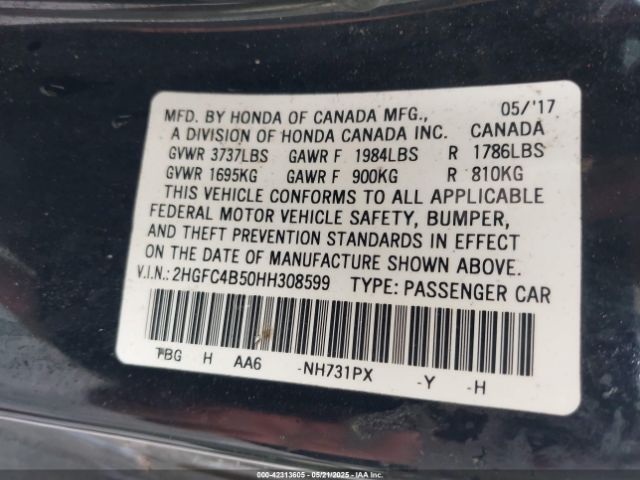 MFD. BY HONDA OF CANADA MFG., 05/'17
A DIVISION OF HONDA CANADA INC. CANADA
GVWR 3737LBS GAWR F 1984LBS R 1786LBS
GVWR 1695KG GAWR F 900KG R 810KG
THIS VEHICLE CONFORMS TO ALL APPLICABLE
FEDERAL MOTOR VEHICLE SAFETY, BUMPER,
AND THEFT PREVENTION STANDARDS IN EFFECT
ON THE DATE OF MANUFACTURE SHOWN ABOVE.
V.I.N.: 2HGFC4B50HH308599 TYPE: PASSENGER CAR
TBG H AA6 -NH731PX -Y -H
000-42313605 - 05/21/2025 - IAAI.COM